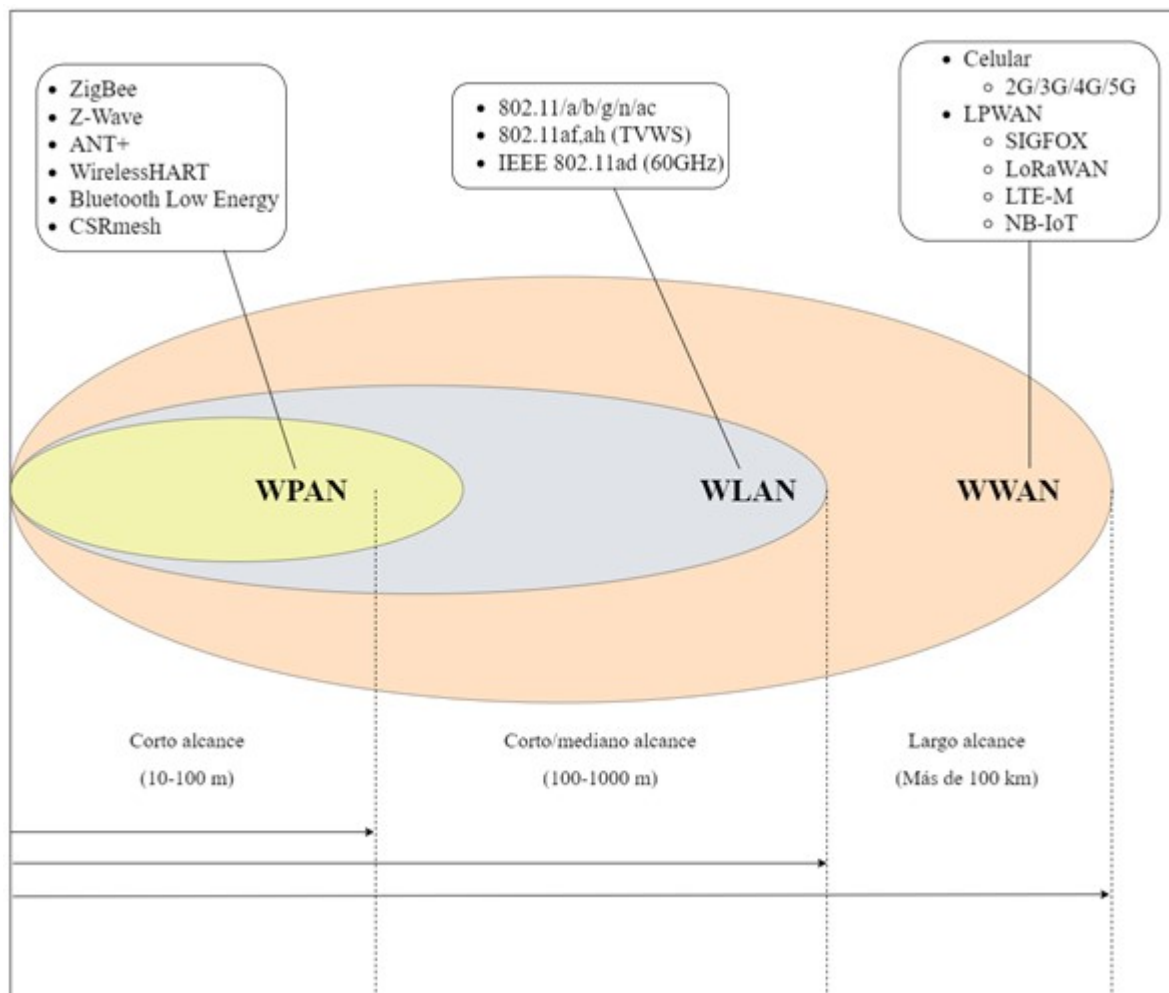 • ZigBee
• Z-Wave
• ANT+
• WirelessHART
• Bluetooth Low Energy
• CSRmesh
• 802.11/a/b/g/n/ac
• 802.11af,ah (TVWS)
• IEEE 802.11ad (60GHz)
• Celular
○ 2G/3G/4G/5G
• LPWAN
○ SIGFOX
○ LoRaWAN
○ LTE-M
○ NB-IoT
WPAN
WLAN
WWAN
Corto alcance
(10-100 m)
Corto/mediano alcance
(100-1000 m)
Largo alcance
(Más de 100 km)